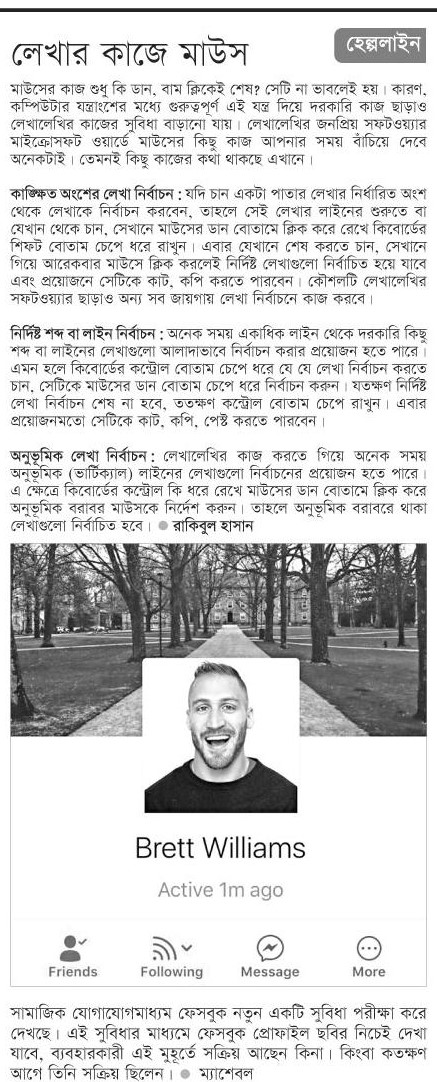 লেখার কাজে মাউস
হেল্পলাইন
মাউসের কাজ শুধু কি ডান, বাম ক্লিকেই শেষ? সেটি না ভাবলেই হয়। কারণ,
কম্পিউটার যন্ত্রাংশের মধ্যে গুরুত্বপূর্ণ এই যন্ত্র দিয়ে দরকারি কাজ ছাড়াও
লেখালেখির কাজের সুবিধা বাড়ানো যায়। লেখালেখির জনপ্রিয় সফটওয়্যার
মাইক্রোসফট ওয়ার্ডে মাউসের কিছু কাজ আপনার সময় বাঁচিয়ে দেবে
অনেকটাই। তেমনই কিছু কাজের কথা থাকছে এখানে।
কাঙ্ক্ষিত অংশের লেখা নির্বাচন : যদি চান একটা পাতার লেখার নির্ধারিত অংশ
থেকে লেখাকে নির্বাচন করবেন, তাহলে সেই লেখার লাইনের শুরুতে বা
যেখান থেকে চান, সেখানে মাউসের ডান বোতামে ক্লিক করে রেখে কিবোর্ডের
শিফট বোতাম চেপে ধরে রাখুন। এবার যেখানে শেষ করতে চান, সেখানে
গিয়ে আরেকবার মাউসে ক্লিক করলেই নির্দিষ্ট লেখাগুলো নির্বাচিত হয়ে যাবে
এবং প্রয়োজনে সেটিকে কাট, কপি করতে পারবেন। কৌশলটি লেখালেখির
সফটওয়্যার ছাড়াও অন্য সব জায়গায় লেখা নির্বাচনে কাজ করবে।
নির্দিষ্ট শব্দ বা লাইন নির্বাচন : অনেক সময় একাধিক লাইন থেকে দরকারি কিছু
শব্দ বা লাইনের লেখাগুলো আলাদাভাবে নির্বাচন করার প্রয়োজন হতে পারে।
এমন হলে কিবোর্ডের কন্ট্রোল বোতাম চেপে ধরে যে যে লেখা নির্বাচন করতে
চান, সেটিকে মাউসের ডান বোতাম চেপে ধরে নির্বাচন করুন। যতক্ষণ নির্দিষ্ট
লেখা নির্বাচন শেষ না হবে, ততক্ষণ কন্ট্রোল বোতাম চেপে রাখুন। এবার
প্রয়োজনমতো সেটিকে কাট, কপি, পেস্ট করতে পারবেন।
অনুভূমিক লেখা নির্বাচন : লেখালেখির কাজ করতে গিয়ে অনেক সময়
অনুভূমিক (ভার্টিক্যাল) লাইনের লেখাগুলো নির্বাচনের প্রয়োজন হতে পারে।
এ ক্ষেত্রে কিবোর্ডের কন্ট্রোল কি ধরে রেখে মাউসের ডান বোতামে ক্লিক করে
অনুভূমিক বরাবর মাউসকে নির্দেশ করুন। তাহলে অনুভূমিক বরাবরে থাকা
লেখাগুলো নির্বাচিত হবে। ● রাকিবুল হাসান
Brett Williams
Active 1m ago
Friends Following Message More
সামাজিক যোগাযোগমাধ্যম ফেসবুক নতুন একটি সুবিধা পরীক্ষা করে
দেখছে। এই সুবিধার মাধ্যমে ফেসবুক প্রোফাইল ছবির নিচেই দেখা
যাবে, ব্যবহারকারী এই মুহূর্তে সক্রিয় আছেন কিনা। কিংবা কতক্ষণ
আগে তিনি সক্রিয় ছিলেন। ● ম্যাশেবল